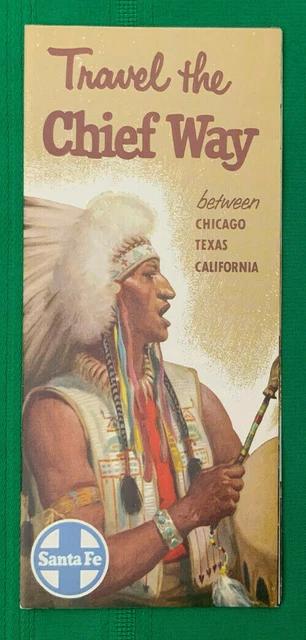 Travel the
Chief Way
between
CHICAGO
TEXAS
CALIFORNIA
Santa Fe